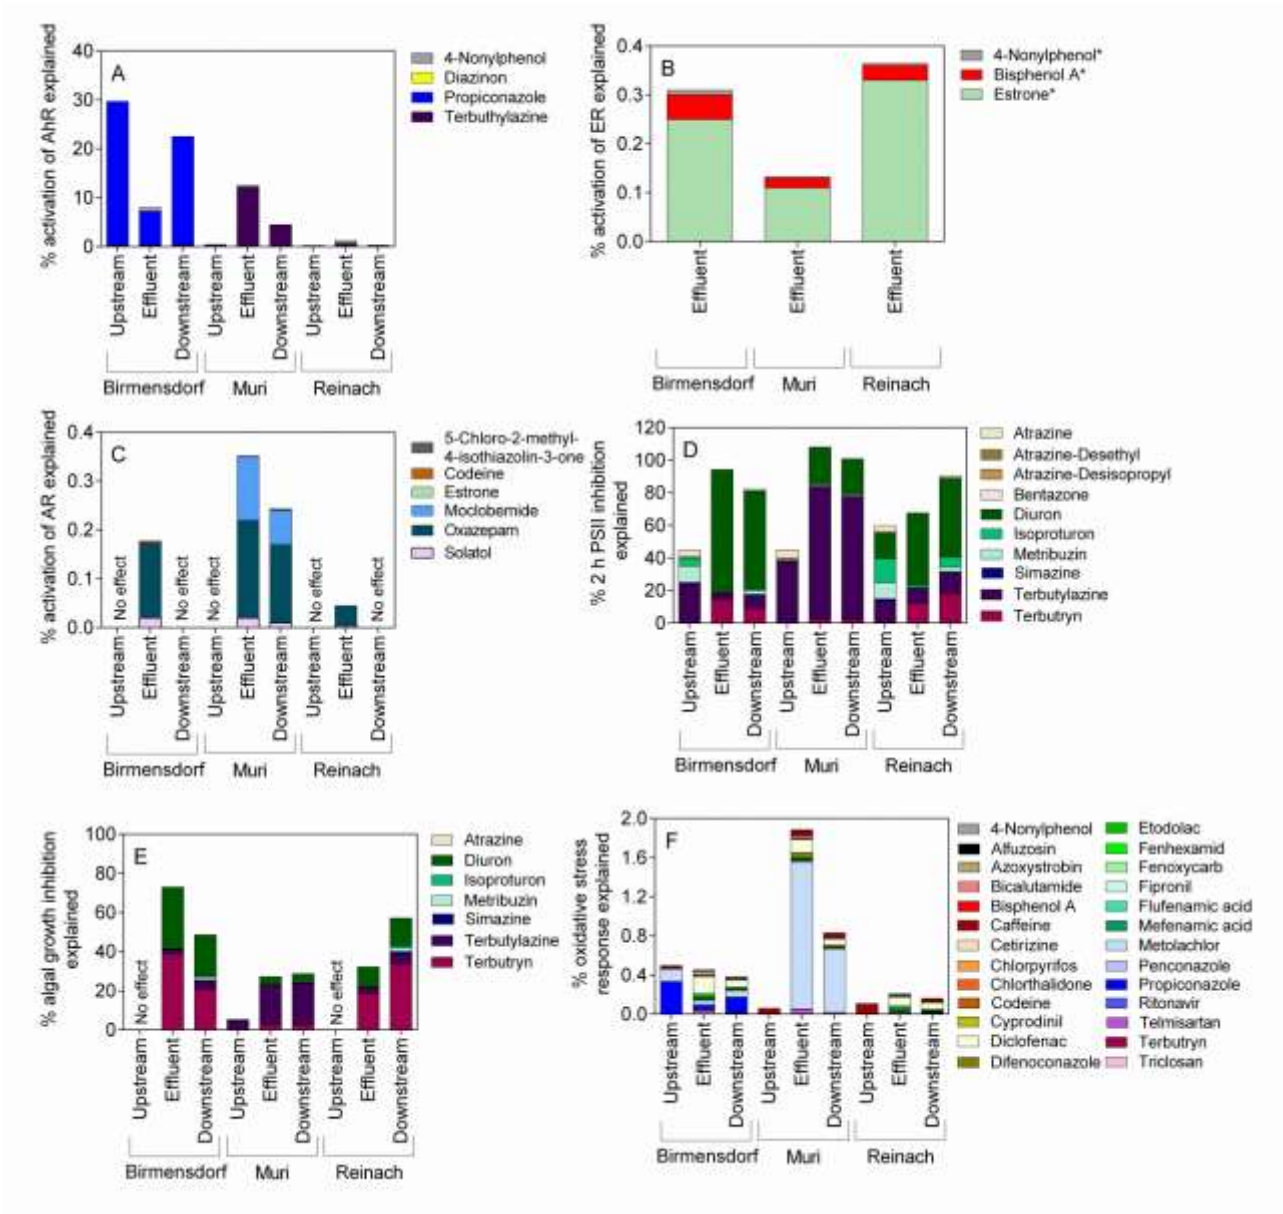 A
% activation of AhR explained
40
30
20
10
0
4-Nonylphenol
Diazinon
Propiconazole
Terbuthylazine
Upstream
Effluent
Downstream
Upstream
Effluent
Downstream
Upstream
Effluent
Downstream
Birmensdorf
Muri
Reinach
B
% activation of ER explained
0.4
0.3
0.2
0.1
0.0
4-Nonylphenol*
Bisphenol A*
Estrone*
Effluent
Effluent
Effluent
Birmensdorf
Muri
Reinach
C
% activation of AR explained
0.4
0.3
0.2
0.1
0.0
No effect
No effect
No effect
No effect
No effect
5-Chloro-2-methyl-
4-isothiazolin-3-one
Codeine
Estrone
Moclobemide
Oxazepam
Solatol
Upstream
Effluent
Downstream
Upstream
Effluent
Downstream
Upstream
Effluent
Downstream
Birmensdorf
Muri
Reinach
D
% 2 h PSII inhibition
explained
120
100
80
60
40
20
0
Atrazine
Atrazine-Desethyl
Atrazine-Desisopropyl
Bentazone
Diuron
Isoproturon
Metribuzin
Simazine
Terbutylazine
Terbutryn
Upstream
Effluent
Downstream
Upstream
Effluent
Downstream
Upstream
Effluent
Downstream
Birmensdorf
Muri
Reinach
E
% algal growth inhibition
explained
100
80
60
40
20
0
No effect
No effect
Atrazine
Diuron
Isoproturon
Metribuzin
Simazine
Terbutylazine
Terbutryn
Upstream
Effluent
Downstream
Upstream
Effluent
Downstream
Upstream
Effluent
Downstream
Birmensdorf
Muri
Reinach
F
% oxidative stress
response explained
2.0
1.6
1.2
0.8
0.4
0.0
4-Nonylphenol
Alfuzosin
Azoxystrobin
Bicalutamide
Bisphenol A
Caffeine
Cetirizine
Chlorpyrifos
Chlorthalidone
Codeine
Cyprodinil
Diclofenac
Difenoconazole
Etodolac
Fenhexamid
Fenoxycarb
Fipronil
Flufenamic acid
Mefenamic acid
Metolachlor
Penconazole
Propiconazole
Ritonavir
Telmisartan
Terbutryn
Triclosan
Upstream
Effluent
Downstream
Upstream
Effluent
Downstream
Upstream
Effluent
Downstream
Birmensdorf
Muri
Reinach